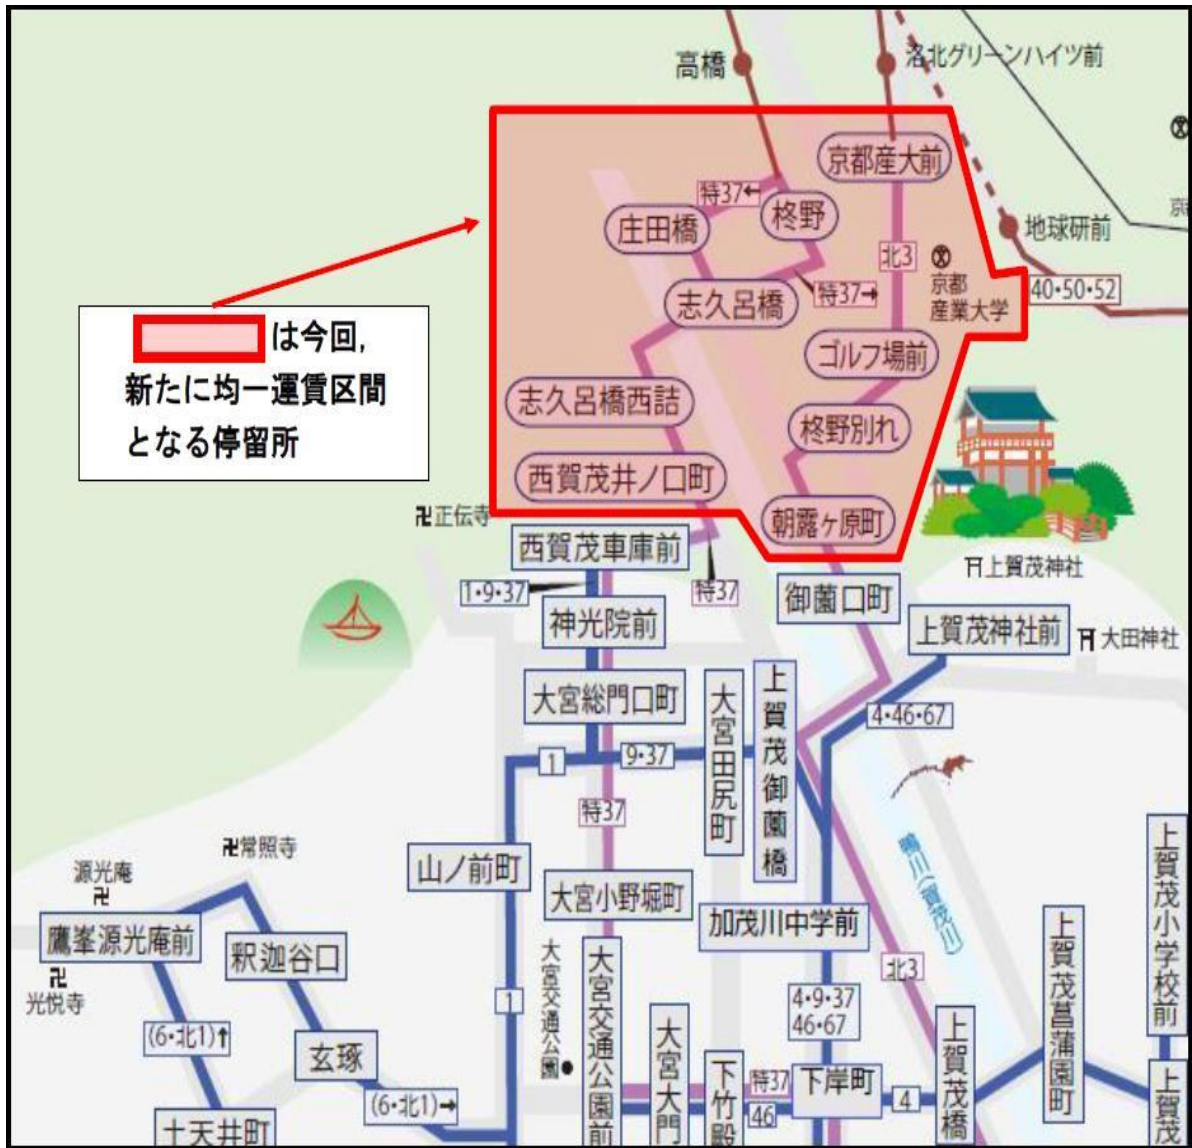 高橋
洛北グリーンハイツ前
京都産大前
特37←
柊野
庄田橋
地球研前
北3
京都
産業大学
40・50・52
志久呂橋
特37→
は今回,
新たに均一運賃区間
となる停留所
ゴルフ場前
志久呂橋西詰
柊野別れ
西賀茂井ノ口町
朝露ヶ原町
卍正伝寺
西賀茂車庫前
上賀茂神社
1・9・37
特37
御薗口町
神光院前
上賀茂神社前
大田神社
大宮総門口町
大宮田尻町
上賀茂御薗橋
4・46・67
1
9・37
特37
卍常照寺
源光庵
卍
山ノ前町
大宮小野堀町
鴨川(賀茂川)
上賀茂小学校前
鷹峯源光庵前
釈迦谷口
加茂川中学前
上賀茂菖蒲園町
卍
光悦寺
大宮交通公園
大宮交通公園前
北3
1
4・9・37
46・67
(6・北1)↑
玄琢
大宮大門
下竹殿
特37
46
下岸町
4
上賀茂橋
(6・北1)→
土天井町
上賀茂